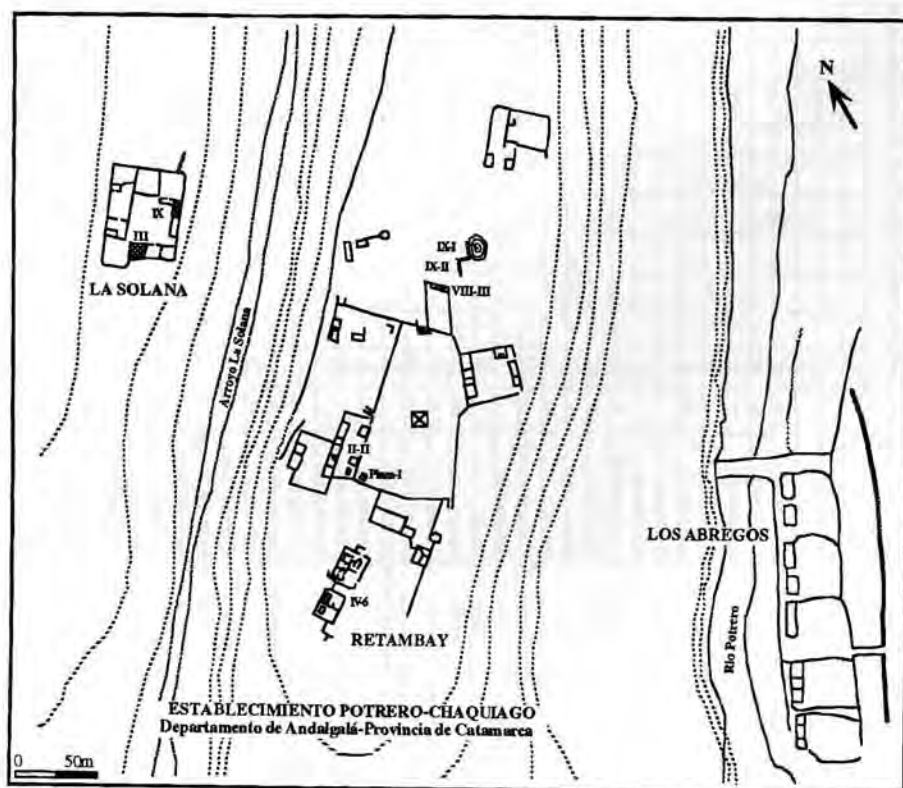 N
IX
III
LA SOLANA
Arroyo La Solana
IX-I
IX-II
VIII-III
II-II
Plaza-I
IV-6
RETAMBAY
LOS ABREGOS
Río Potrero
ESTABLECIMIENTO POTRERO-CHAQUIAGO
Departamento de Andalgalá-Provincia de Catamarca
0 50m